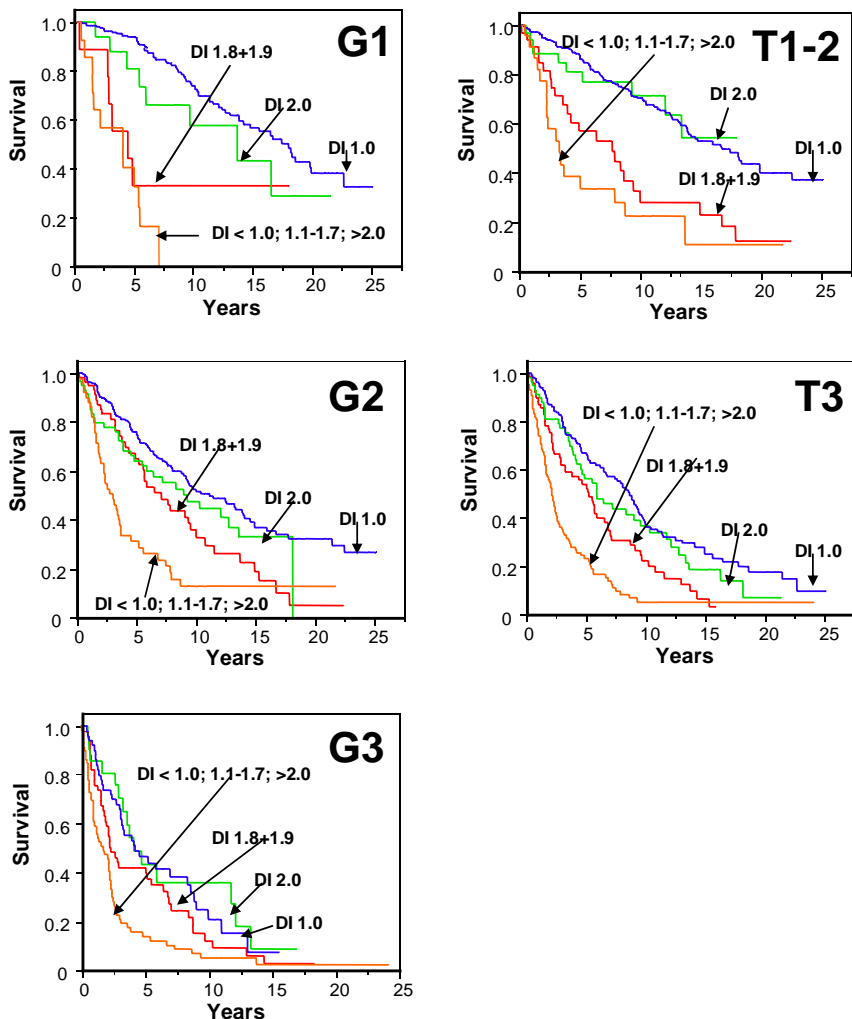 G1
Survival
1.0
0.8
0.6
0.4
0.2
0
DI 1.8+1.9
DI 2.0
DI 1.0
DI < 1.0; 1.1-1.7; >2.0
0 5 10 15 20 25
Years
T1-2
Survival
1.0
0.8
0.6
0.4
0.2
0
DI < 1.0; 1.1-1.7; >2.0
DI 2.0
DI 1.0
DI 1.8+1.9
0 5 10 15 20 25
Years
G2
Survival
1.0
0.8
0.6
0.4
0.2
0
DI 1.8+1.9
DI 2.0
DI 1.0
DI < 1.0; 1.1-1.7; >2.0
0 5 10 15 20 25
Years
T3
Survival
1.0
0.8
0.6
0.4
0.2
0
DI < 1.0; 1.1-1.7; >2.0
DI 1.8+1.9
DI 2.0
DI 1.0
0 5 10 15 20 25
Years
G3
Survival
1.0
0.8
0.6
0.4
0.2
0
DI < 1.0; 1.1-1.7; >2.0
DI 1.8+1.9
DI 2.0
DI 1.0
0 5 10 15 20 25
Years